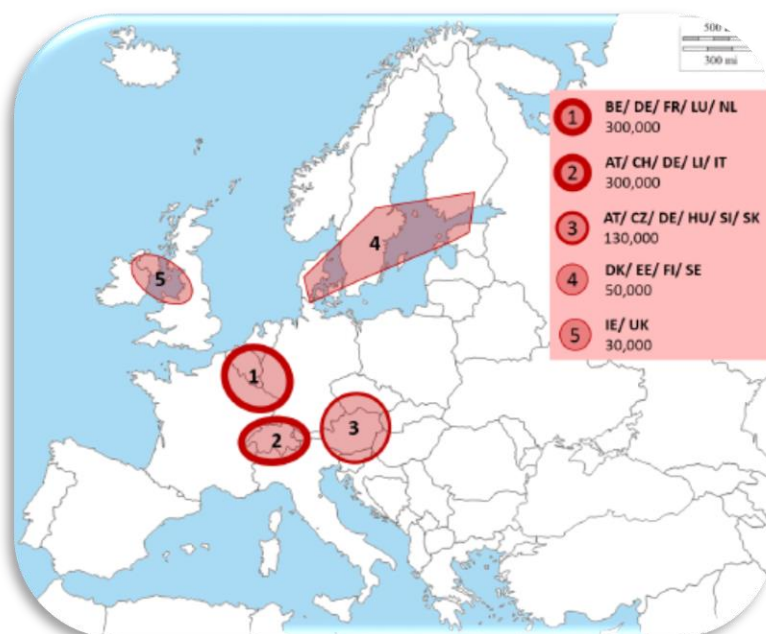 300 mi
1 BE/ DE/ FR/ LU/ NL
300,000
2 AT/ CH/ DE/ LI/ IT
300,000
3 AT/ CZ/ DE/ HU/ SI/ SK
130,000
4 DK/ EE/ FI/ SE
50,000
5 IE/ UK
30,000
4
5
1
2
3